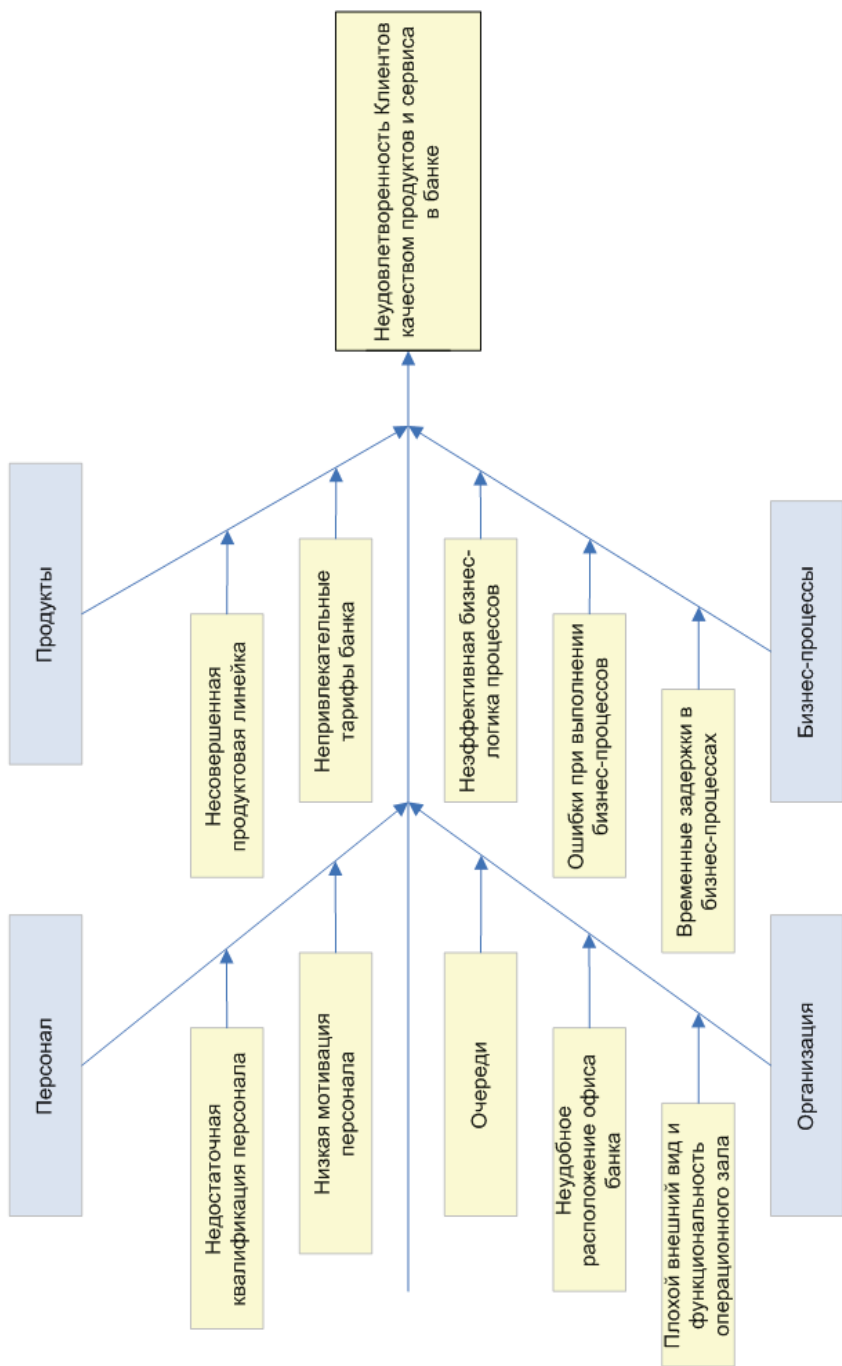 Персонал
Продукты
Недостаточная
квалификация персонала
Несовершенная
продуктовая линейка
Низкая мотивация
персонала
Непривлекательные
тарифы банка
Неудовлетворенность Клиентов
качеством продуктов и сервиса
в банке
Очереди
Неэффективная бизнес-
логика процессов
Неудобное
расположение офиса
банка
Ошибки при выполнении
бизнес-процессов
Плохой внешний вид и
функциональность
операционного зала
Временные задержки в
бизнес-процессах
Организация
Бизнес-процессы